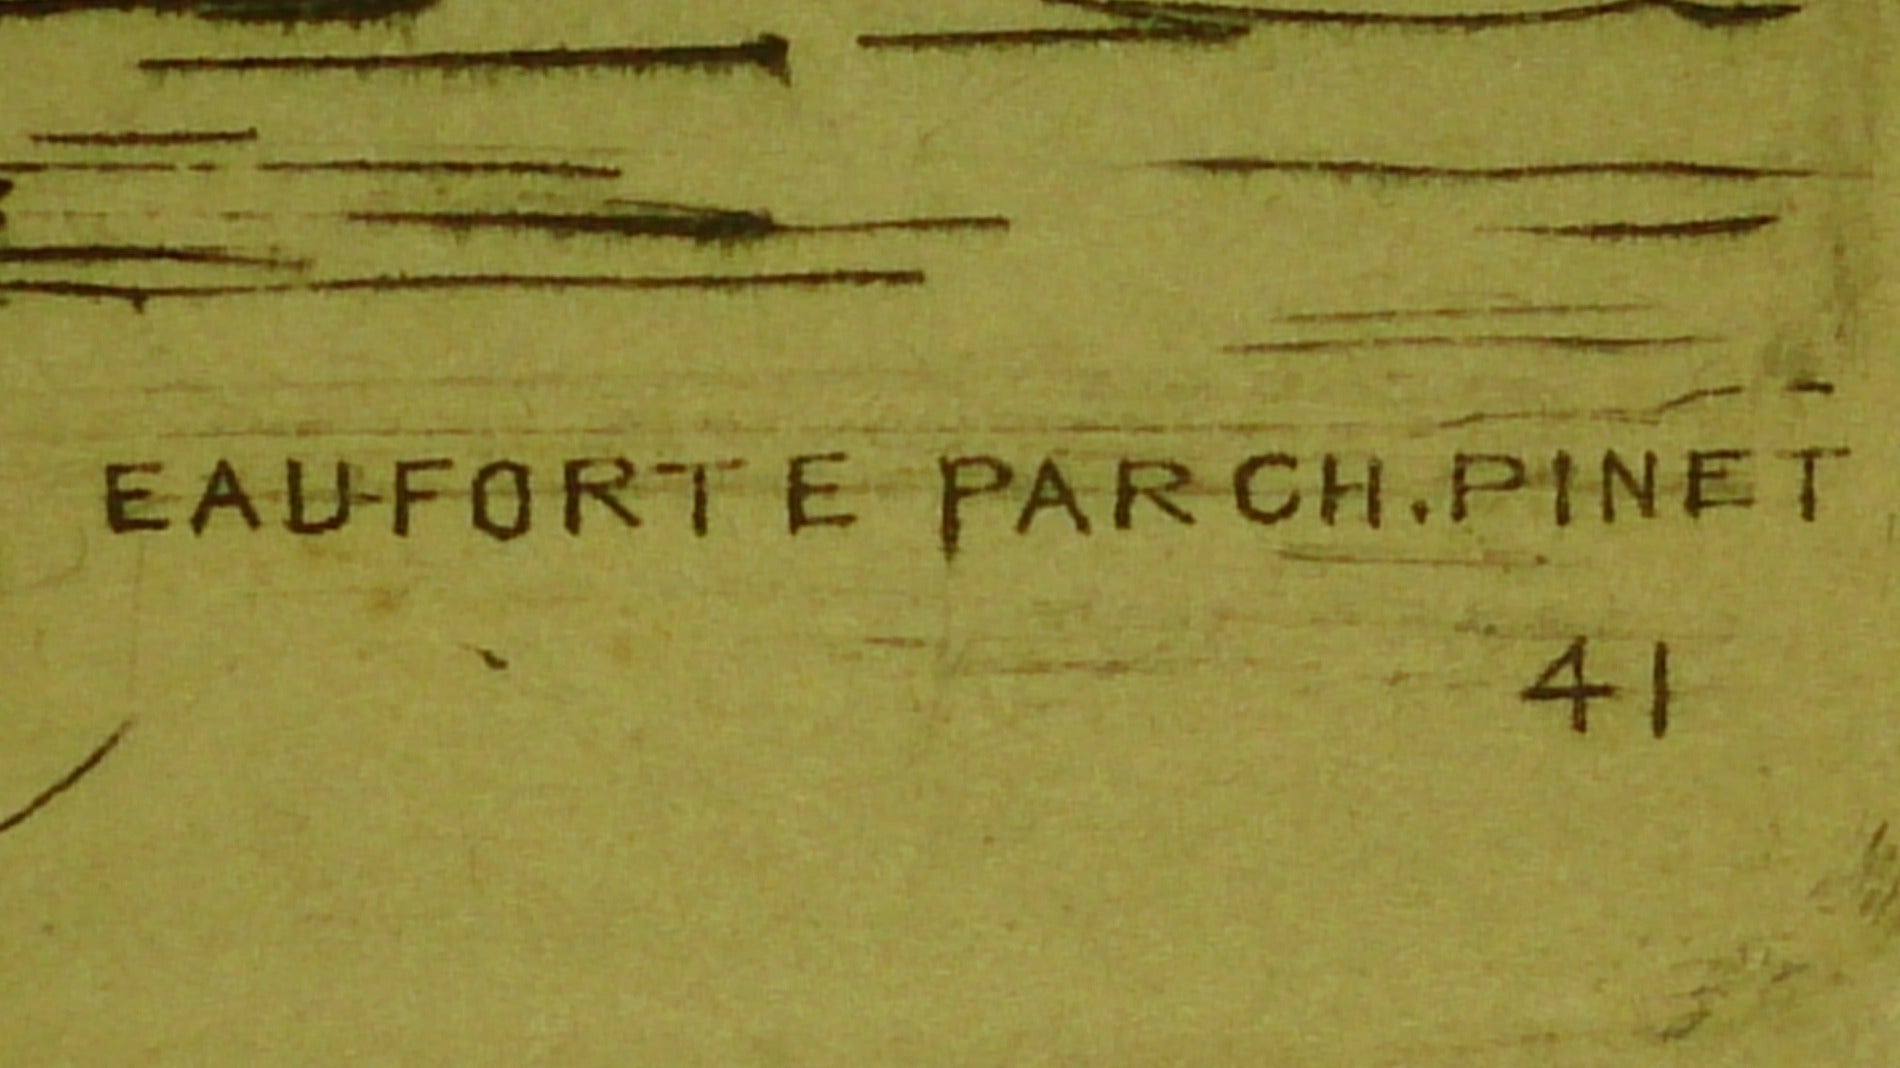 EAU-FORTE PAR CH. PINET
41